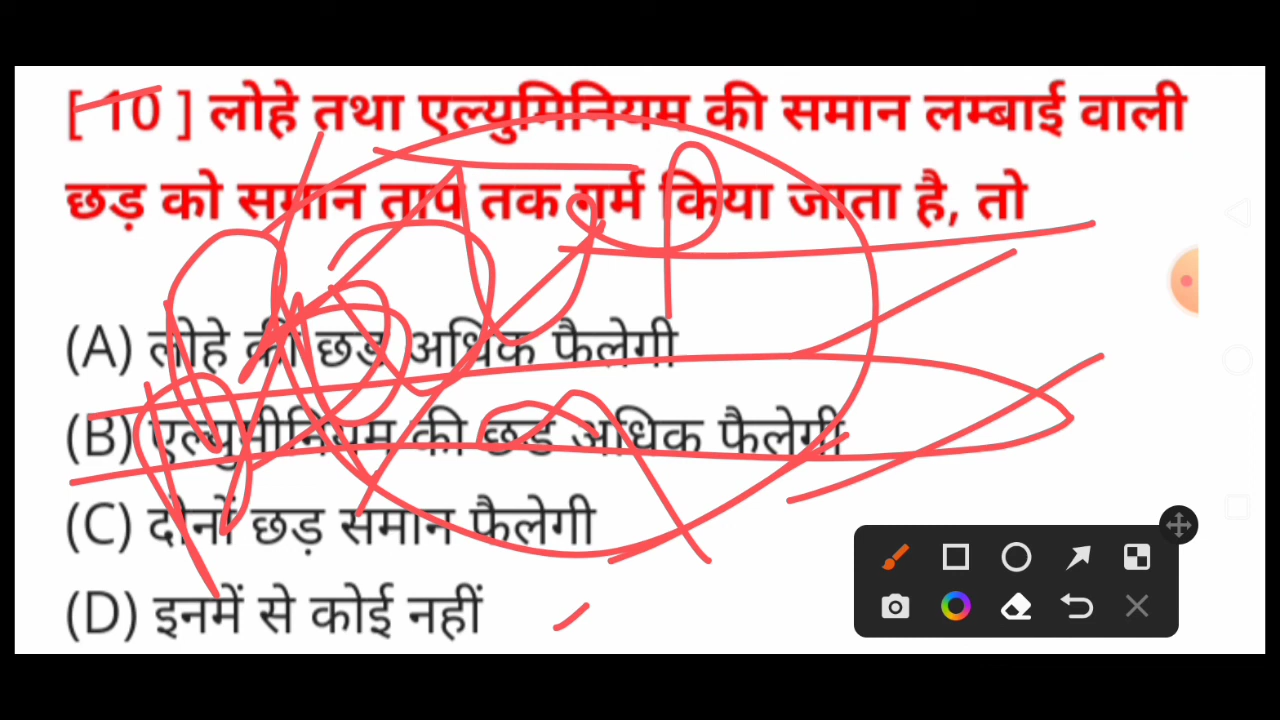 [ 10 ] लोहे तथा एल्युमिनियम की समान लम्बाई वाली
छड़ को समान ताप तक गर्म किया जाता है, तो
(A) लोहे की छड़ अधिक फैलेगी
(B) एल्युमीनियम की छड़ अधिक फैलेगी
(C) दोनों छड़ समान फैलेगी
(D) इनमें से कोई नहीं